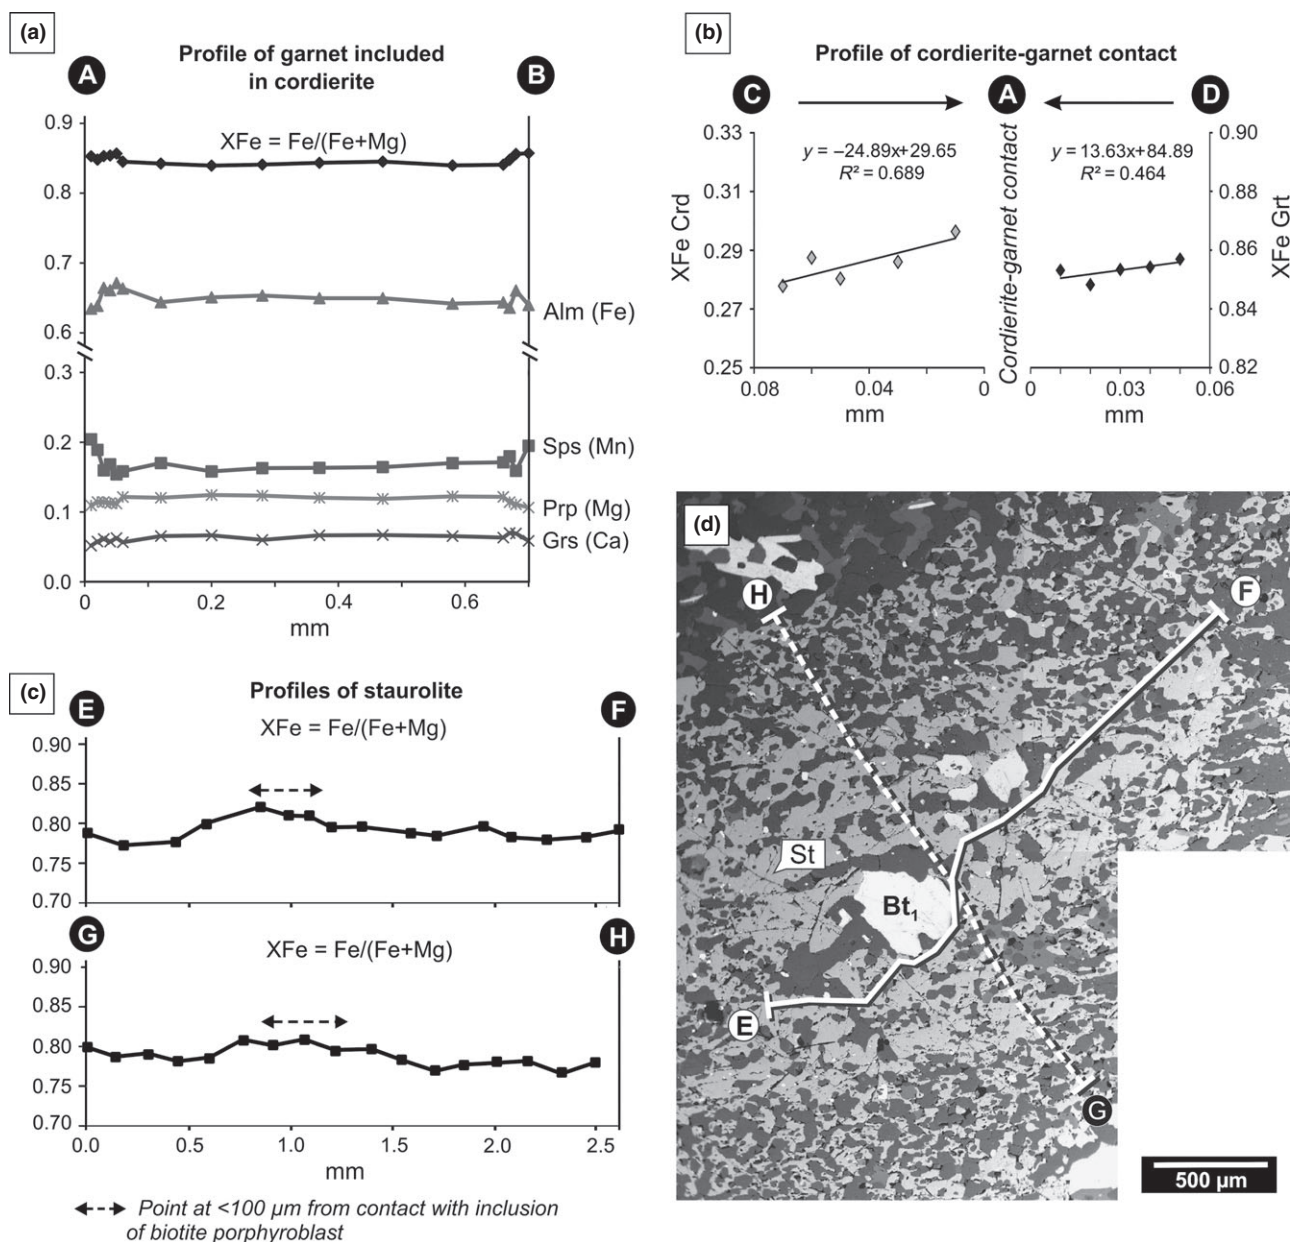 (a)
Profile of garnet included
in cordierite
A
B
XFe = Fe/(Fe+Mg)
0.9
0.8
0.7
0.6
0.3
0.2
0.1
0.0
Alm (Fe)
Sps (Mn)
Prp (Mg)
Grs (Ca)
0
0.2
0.4
0.6
mm
(b)
Profile of cordierite-garnet contact
C
A
D
0.33
0.31
0.29
0.27
0.25
XFe Crd
y = −24.89x+29.65
R² = 0.689
0.08
0.04
0
mm
Cordierite-garnet contact
y = 13.63x+84.89
R² = 0.464
0.90
0.88
0.86
0.84
0.82
XFe Grt
0
0.03
0.06
mm
(c)
Profiles of staurolite
E
F
XFe = Fe/(Fe+Mg)
0.90
0.85
0.80
0.75
0.70
G
H
XFe = Fe/(Fe+Mg)
0.90
0.85
0.80
0.75
0.70
0.0
0.5
1.0
1.5
2.0
2.5
mm
Point at <100 µm from contact with inclusion
of biotite porphyroblast
(d)
H
F
St
Bt₁
E
G
500 µm